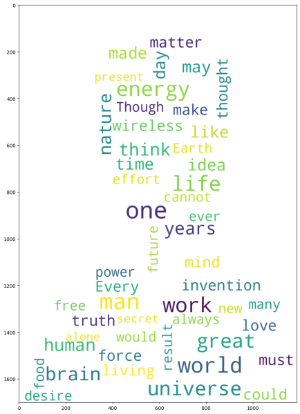 0
matter
made
day
may
200
present
energy
thought
400
nature
Though make
wireless
like
think Earth
600
time
idea
effort
life
800
cannot
one
ever
years
future
1000
mind
power
invention
Every
man
work
new many
free
1200
truth secret always
love
alone would
great
human
result
1400
force
world
must
food
brain
living
universe
could
desire
1600
0 200 400 600 800 1000